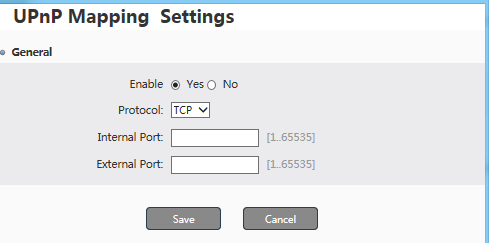 UPnP Mapping Settings
General
Enable Yes No
Protocol: TCP
Internal Port: [1..65535]
External Port: [1..65535]
Save Cancel